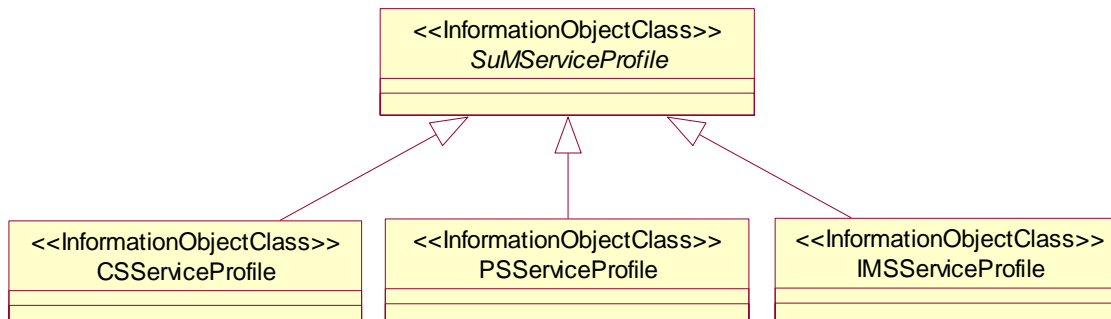 <<InformationObjectClass>>
SuMServiceProfile
<<InformationObjectClass>>
CSServiceProfile
<<InformationObjectClass>>
PSServiceProfile
<<InformationObjectClass>>
IMSServiceProfile